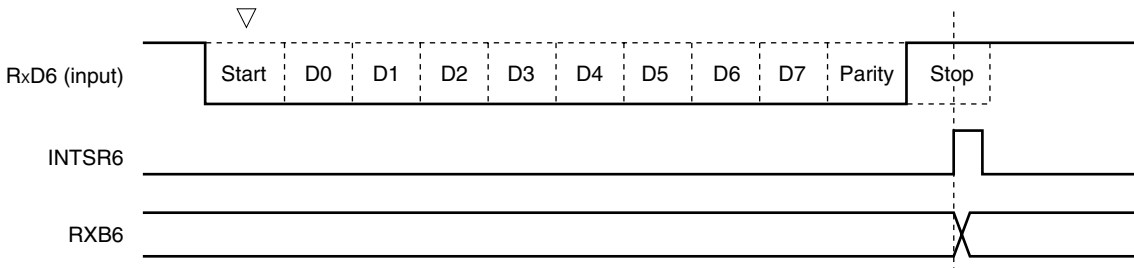 RxD6 (input) Start D0 D1 D2 D3 D4 D5 D6 D7 Parity Stop
INTSR6
RXB6